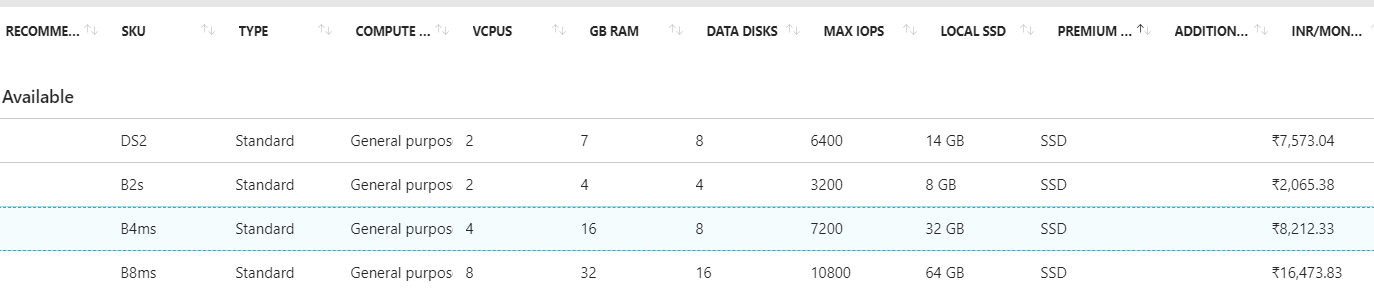 RECOMME... SKU TYPE COMPUTE ... VCPUS GB RAM DATA DISKS MAX IOPS LOCAL SSD PREMIUM ... ADDITION... INR/MON...
Available
DS2 Standard General purpos 2 7 8 6400 14 GB SSD ₹7,573.04
B2s Standard General purpos 2 4 4 3200 8 GB SSD ₹2,065.38
B4ms Standard General purpos 4 16 8 7200 32 GB SSD ₹8,212.33
B8ms Standard General purpos 8 32 16 10800 64 GB SSD ₹16,473.83